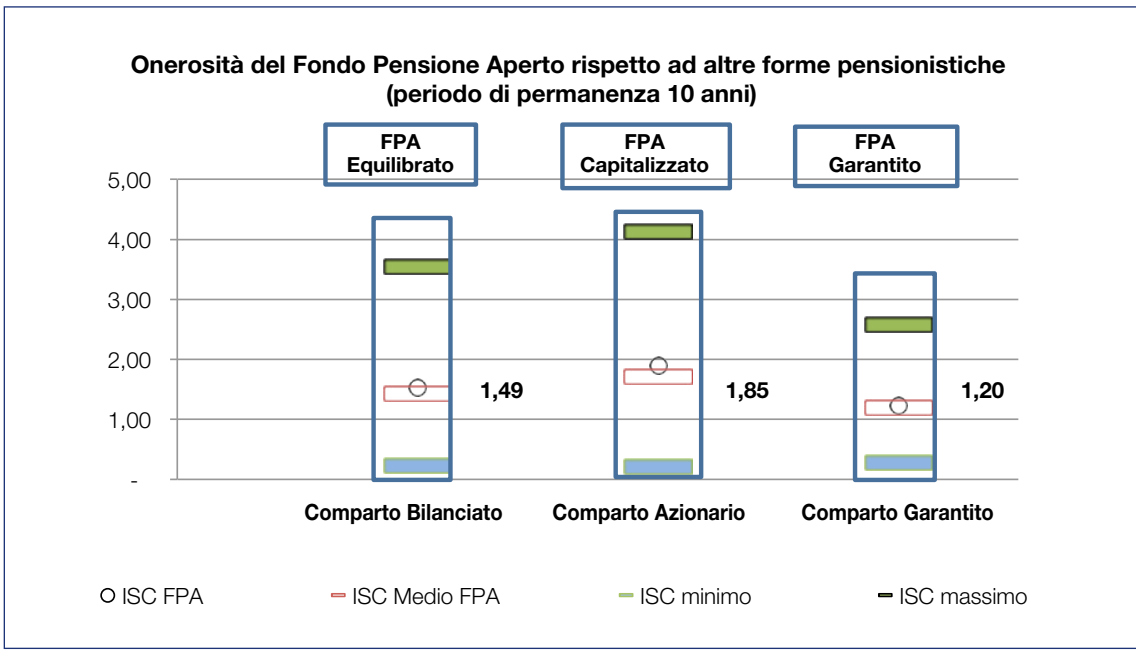 Onerosità del Fondo Pensione Aperto rispetto ad altre forme pensionistiche
(periodo di permanenza 10 anni)
FPA
Equilibrato
FPA
Capitalizzato
FPA
Garantito
5,00
4,00
3,00
2,00
1,00
-
1,49
1,85
1,20
Comparto Bilanciato
Comparto Azionario
Comparto Garantito
ISC FPA
ISC Medio FPA
ISC minimo
ISC massimo